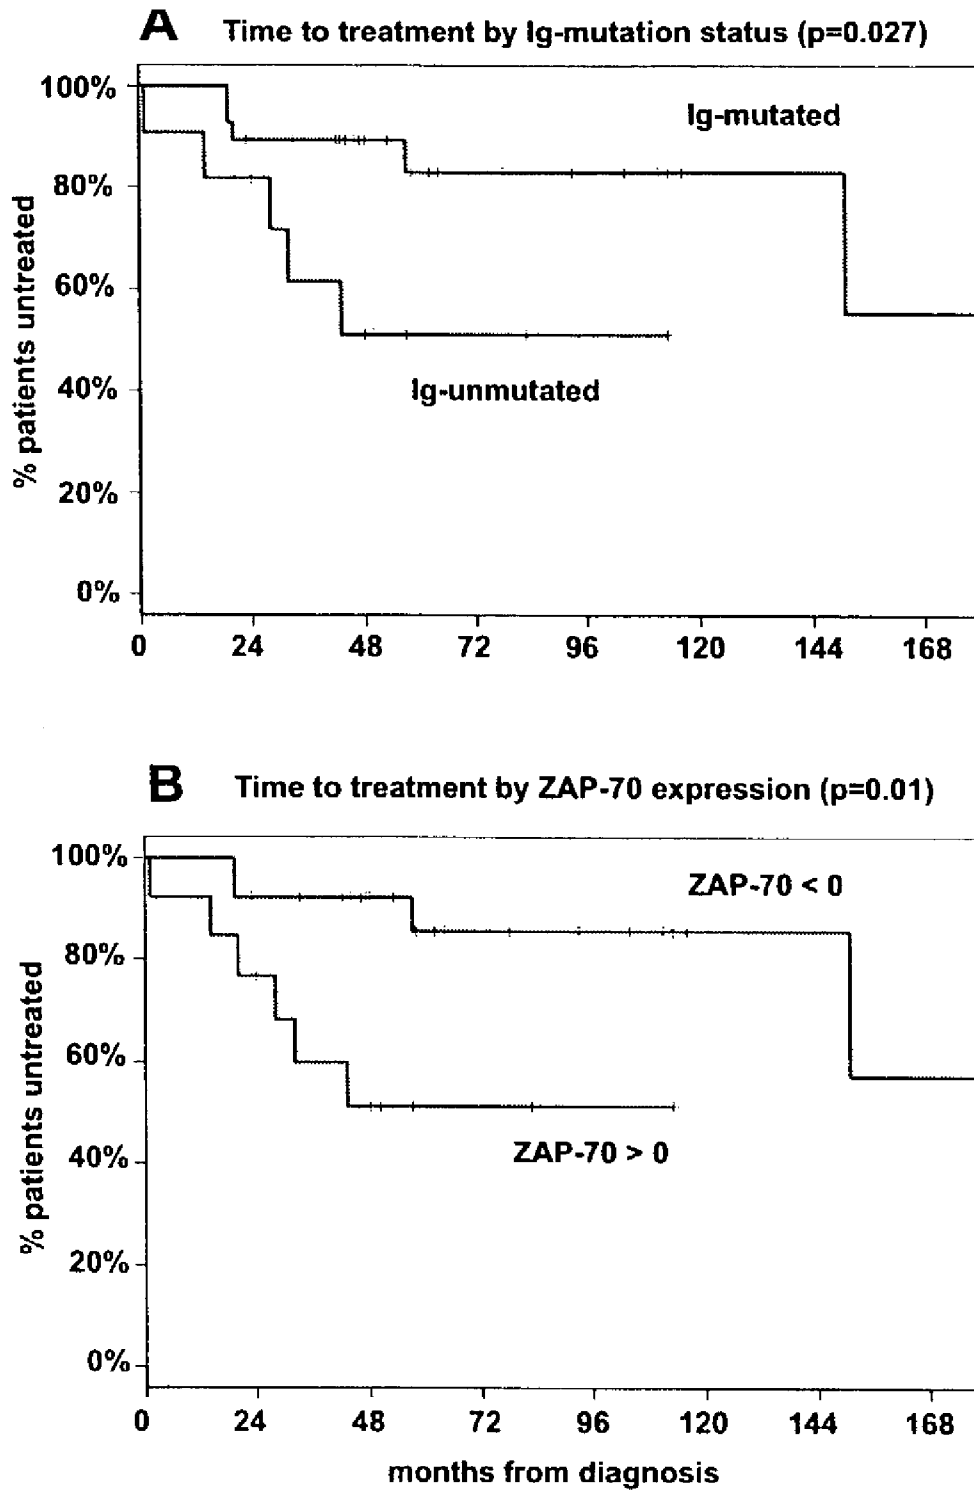 A Time to treatment by Ig-mutation status (p=0.027)
100%
80%
60%
40%
20%
0%
% patients untreated
Ig-mutated
Ig-unmutated
0 24 48 72 96 120 144 168
B Time to treatment by ZAP-70 expression (p=0.01)
100%
80%
60%
40%
20%
0%
% patients untreated
ZAP-70 < 0
ZAP-70 > 0
0 24 48 72 96 120 144 168
months from diagnosis